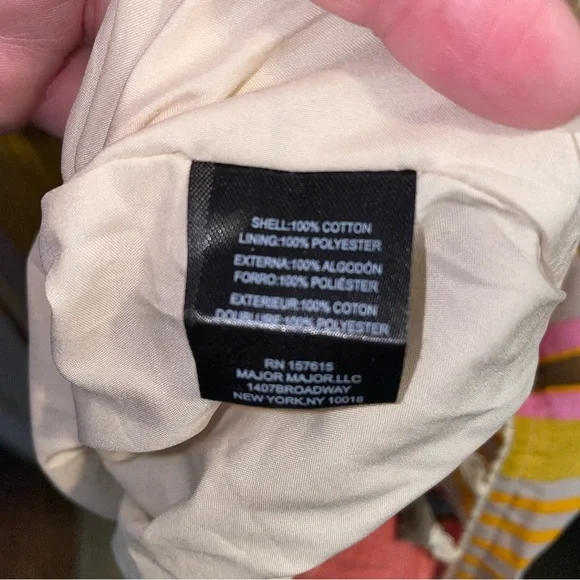 SHELL:100% COTTON
LINING:100% POLYESTER
EXTERNA:100% ALGODÓN
FORRO:100% POLIÉSTER
EXTERIEUR:100% COTON
DOUBLURE:100% POLYESTER
RN 157615
MAJOR MAJOR.LLC
1407BROADWAY
NEW YORK,NY 10018